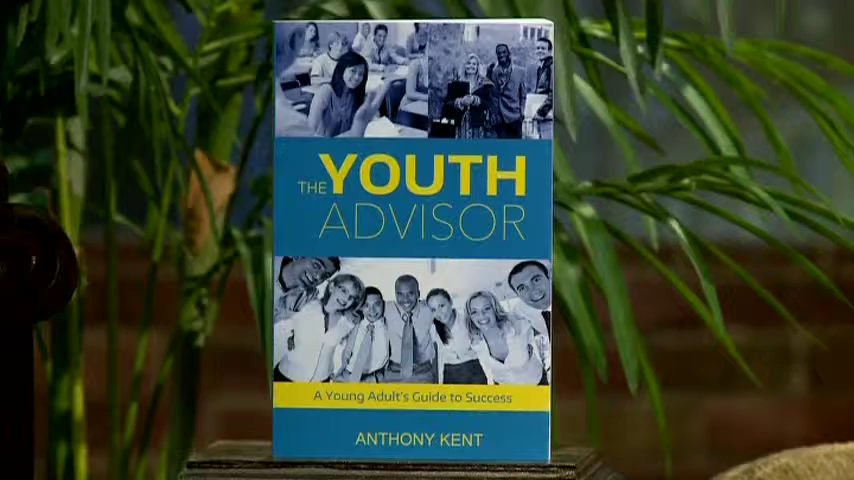 THE YOUTH
ADVISOR
A Young Adult's Guide to Success
ANTHONY KENT